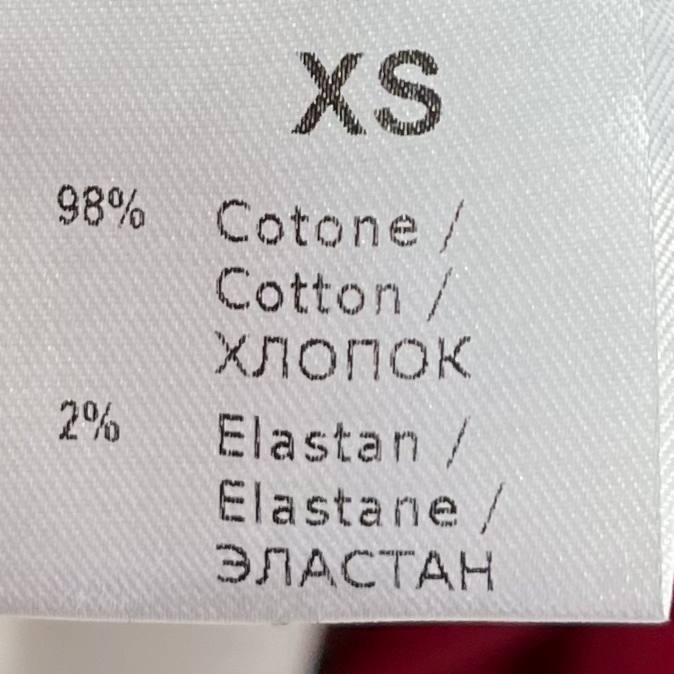 XS
98% Cotone /
Cotton /
ХЛОПОК
2% Elastan /
Elastane /
ЭЛАСТАН